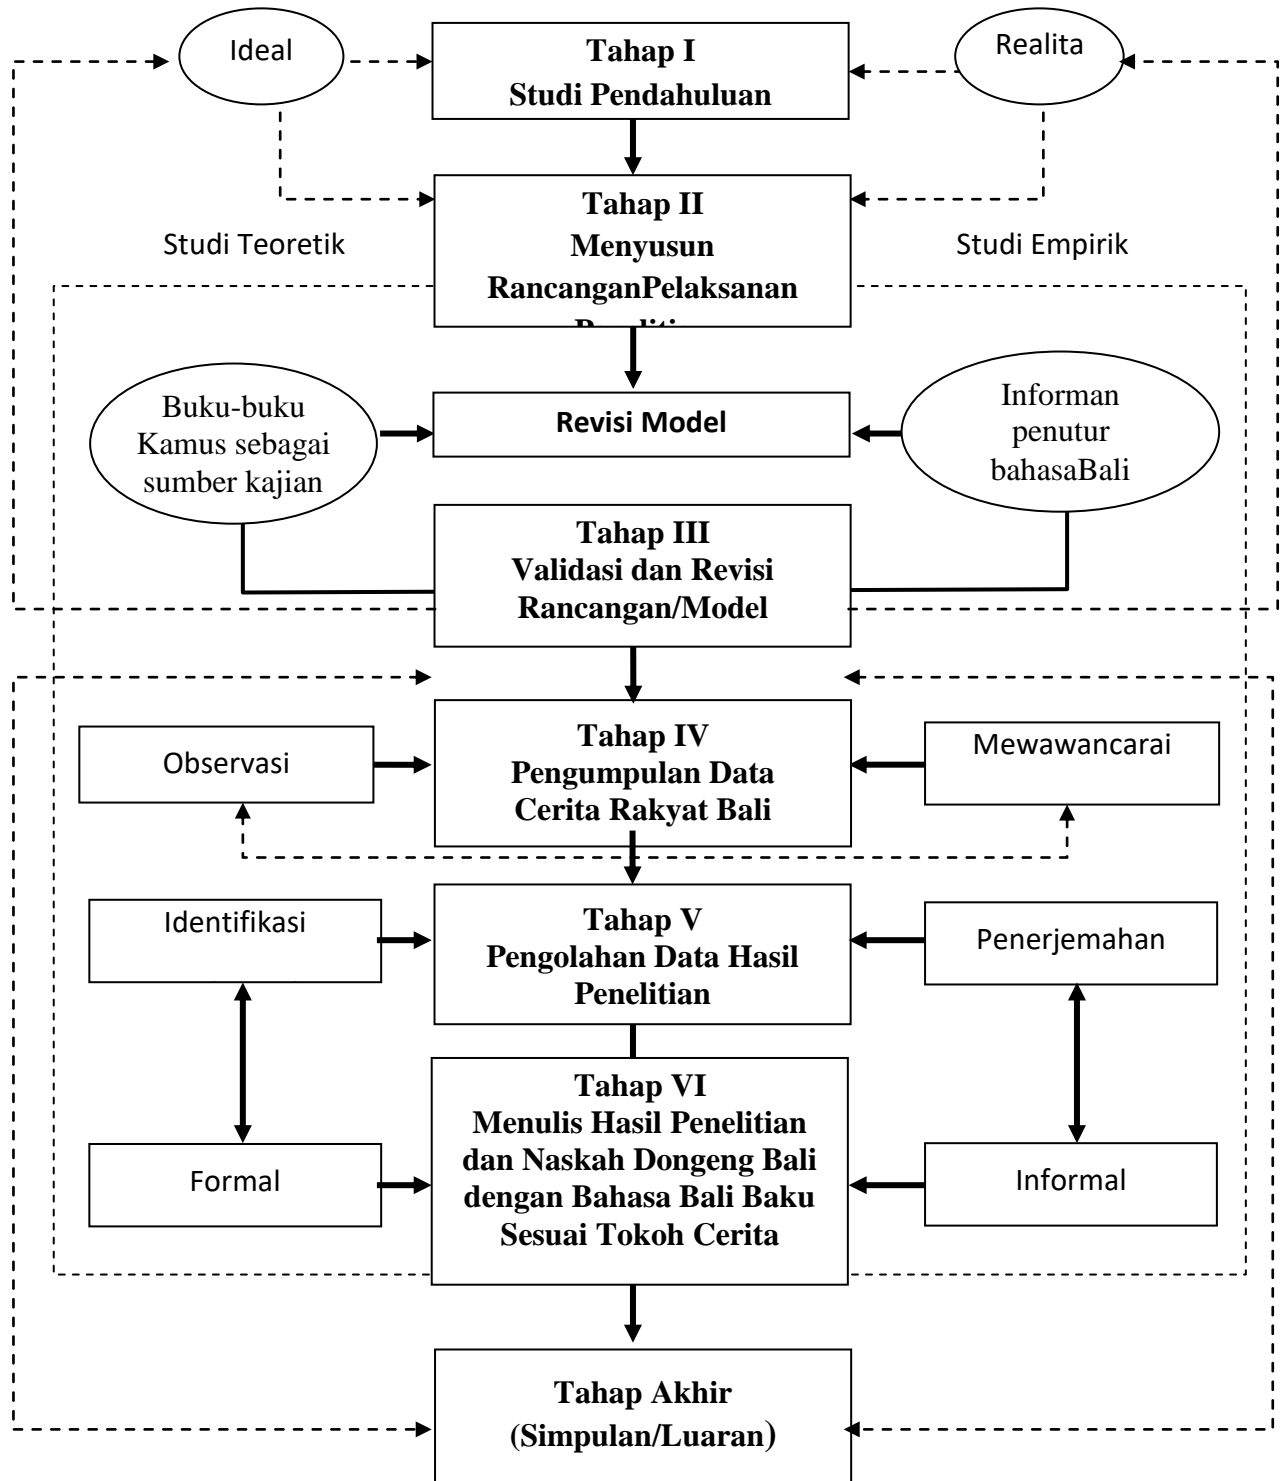 Ideal
Tahap I
Studi Pendahuluan
Realita
Tahap II
Menyusun
RancanganPelaksanan
Studi Teoretik
Studi Empirik
Buku-buku
Kamus sebagai
sumber kajian
Revisi Model
Informan
penutur
bahasaBali
Tahap III
Validasi dan Revisi
Rancangan/Model
Observasi
Tahap IV
Pengumpulan Data
Cerita Rakyat Bali
Mewawancarai
Identifikasi
Tahap V
Pengolahan Data Hasil
Penelitian
Penerjemahan
Formal
Tahap VI
Menulis Hasil Penelitian
dan Naskah Dongeng Bali
dengan Bahasa Bali Baku
Sesuai Tokoh Cerita
Informal
Tahap Akhir
(Simpulan/Luaran)